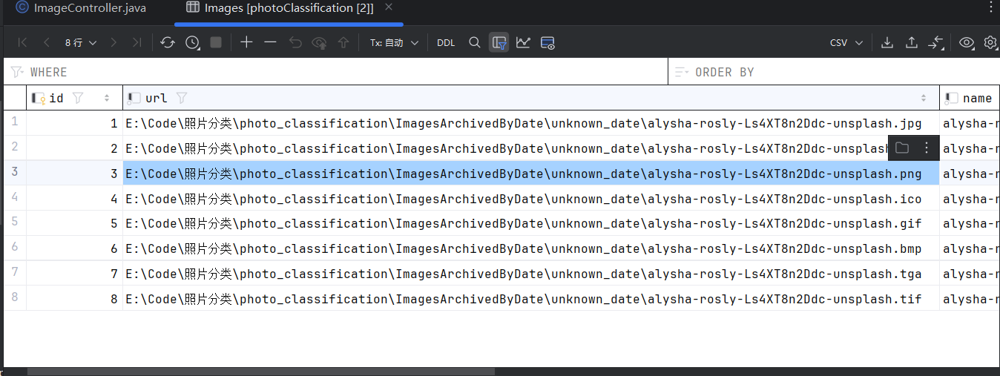 ImageController.java Images [photoClassification [2]]
8 行 Tx: 自动 DDL CSV
WHERE ORDER BY
id url name
1 1 E:\Code\照片分类\photo_classification\ImagesArchivedByDate\unknown_date\alysha-rosly-Ls4XT8n2Ddc-unsplash.jpg alysha-r
2 2 E:\Code\照片分类\photo_classification\ImagesArchivedByDate\unknown_date\alysha-rosly-Ls4XT8n2Ddc-unsplash alysha-r
3 3 E:\Code\照片分类\photo_classification\ImagesArchivedByDate\unknown_date\alysha-rosly-Ls4XT8n2Ddc-unsplash.png alysha-r
4 4 E:\Code\照片分类\photo_classification\ImagesArchivedByDate\unknown_date\alysha-rosly-Ls4XT8n2Ddc-unsplash.ico alysha-r
5 5 E:\Code\照片分类\photo_classification\ImagesArchivedByDate\unknown_date\alysha-rosly-Ls4XT8n2Ddc-unsplash.gif alysha-r
6 6 E:\Code\照片分类\photo_classification\ImagesArchivedByDate\unknown_date\alysha-rosly-Ls4XT8n2Ddc-unsplash.bmp alysha-r
7 7 E:\Code\照片分类\photo_classification\ImagesArchivedByDate\unknown_date\alysha-rosly-Ls4XT8n2Ddc-unsplash.tga alysha-r
8 8 E:\Code\照片分类\photo_classification\ImagesArchivedByDate\unknown_date\alysha-rosly-Ls4XT8n2Ddc-unsplash.tif alysha-r